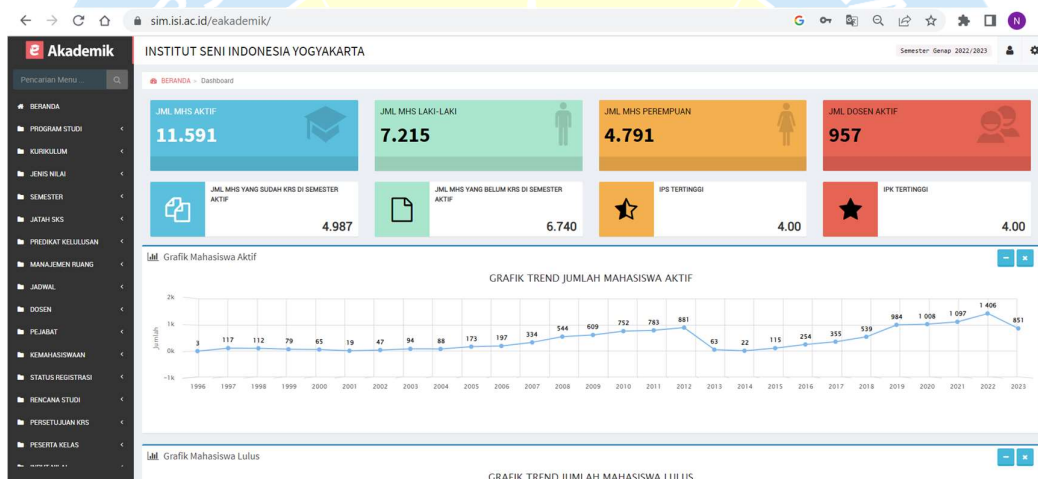 sim.isi.ac.id/eakademik/
N
e Akademik
INSTITUT SENI INDONESIA YOGYAKARTA
Semester Genap 2022/2023
Pencarian Menu ...
BERANDA - Dashboard
BERANDA
PROGRAM STUDI
KURIKULUM
JENIS NILAI
SEMESTER
JATAH SKS
PREDIKAT KELULUSAN
MANAJEMEN RUANG
JADWAL
DOSEN
PEJABAT
KEMAHASISWAAN
STATUS REGISTRASI
RENCANA STUDI
PERSETUJUAN KRS
PESERTA KELAS
JML MHS AKTIF
11.591
JML MHS LAKI-LAKI
7.215
JML MHS PEREMPUAN
4.791
JML DOSEN AKTIF
957
JML MHS YANG SUDAH KRS DI SEMESTER
AKTIF
4.987
JML MHS YANG BELUM KRS DI SEMESTER
AKTIF
6.740
IPS TERTINGGI
4.00
IPK TERTINGGI
4.00
Grafik Mahasiswa Aktif
GRAFIK TREND JUMLAH MAHASISWA AKTIF
Jumlah
2k
1k
0k
-1k
3 117 112 79 65 19 47 94 88 173 197 334 544 609 752 783 881 63 22 115 254 355 539 984 1 008 1 097 1 406 851
1996 1997 1998 1999 2000 2001 2002 2003 2004 2005 2006 2007 2008 2009 2010 2011 2012 2013 2014 2015 2016 2017 2018 2019 2020 2021 2022 2023
Grafik Mahasiswa Lulus
GRAFIK TREND JUMLAH MAHASISWA LULUS